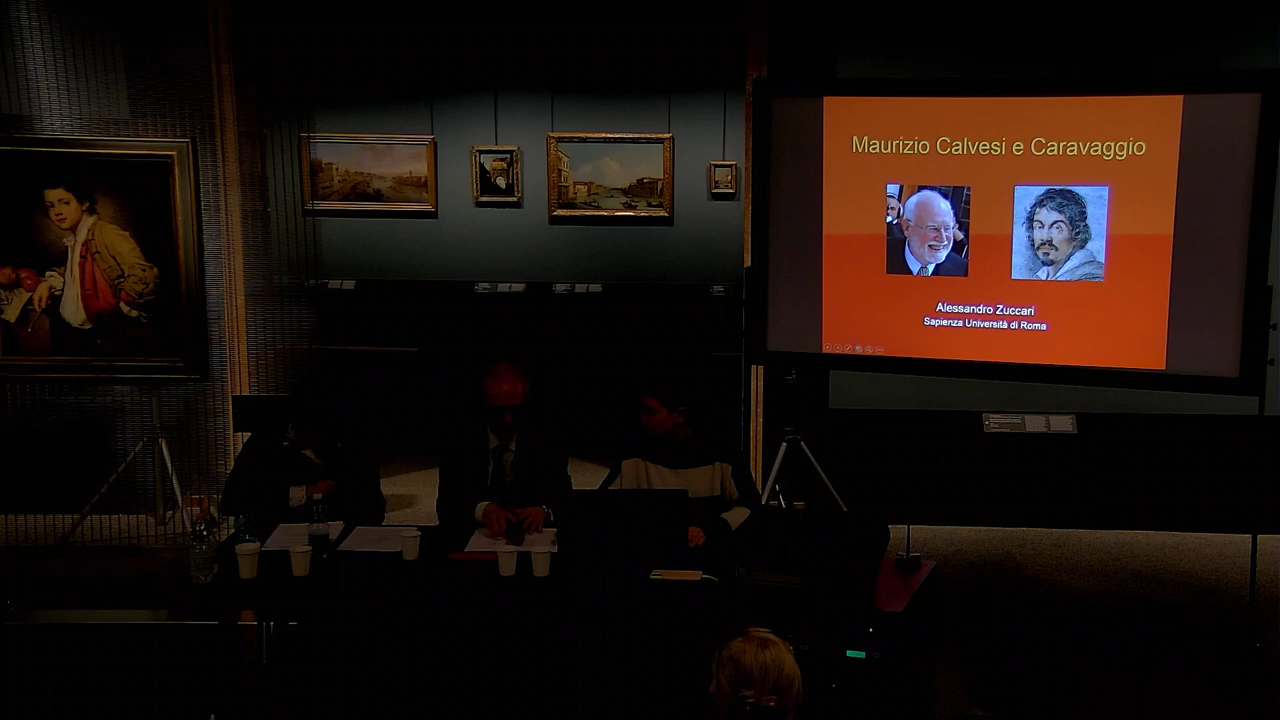 Maurizio Calvesi e Caravaggio
Alessandro Zuccari
Sapienza Università di Roma